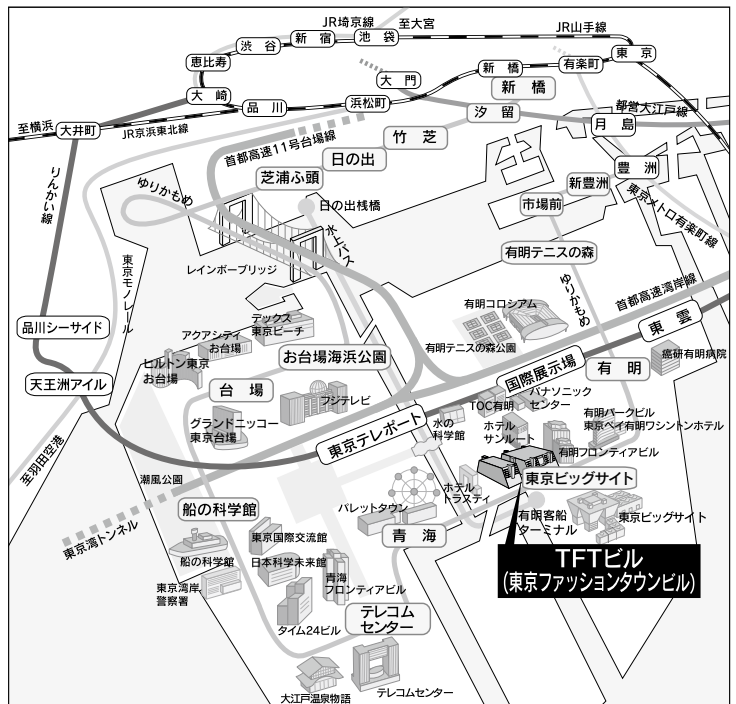 JR埼京線
至大宮
JR山手線
渋谷
新宿
池袋
恵比寿
大門
新橋
有楽町
東京
大崎
品川
浜松町
新橋
汐留
都営大江戸線
月島
至横浜
大井町
JR京浜東北線
首都高速11号台場線
日の出
竹芝
豊洲
新豊洲
市場前
東京メトロ有楽町線
りんかい線
ゆりかもめ
芝浦ふ頭
日の出桟橋
水上バス
レインボーブリッジ
有明テニスの森
ゆりかもめ
首都高速湾岸線
東京モノレール
品川シーサイド
天王洲アイル
デックス
東京ビーチ
アクアシティ
お台場
ヒルトン東京
お台場
お台場海浜公園
有明コロシアム
有明テニスの森公園
国際展示場
東雲
有明
癌研有明病院
台場
グランドニッコー
東京台場
フジテレビ
東京テレポート
TOC有明
パナソニック
センター
水の
科学館
ホテル
サンルート
有明パークビル
東京ベイ有明ワシントンホテル
有明フロンティアビル
至羽田空港
潮風公園
東京湾トンネル
船の科学館
船の科学館
東京国際交流館
日本科学未来館
パレットタウン
ホテル
トラスティ
青海
東京ビッグサイト
有明客船
ターミナル
東京ビッグサイト
TFTビル
(東京ファッションタウンビル)
東京湾岸
警察署
青海
フロンティアビル
タイム24ビル
テレコム
センター
大江戸温泉物語
テレコムセンター